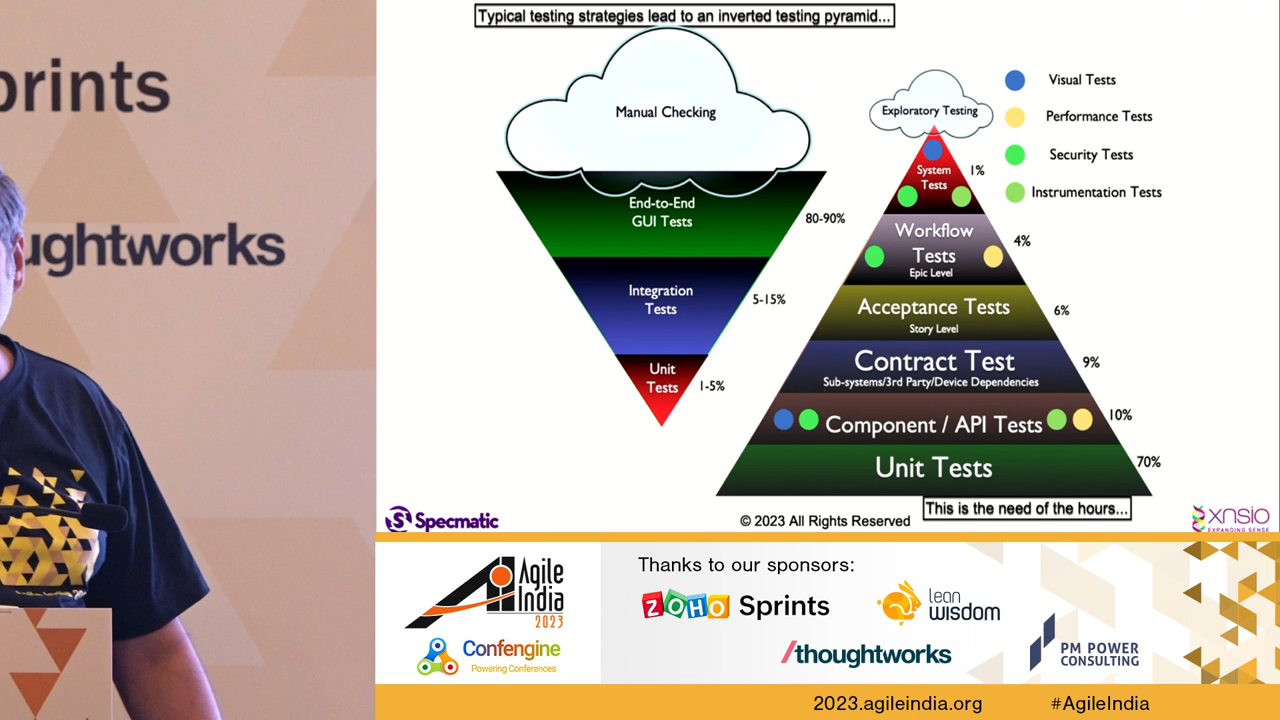 prints
ughtworks
Typical testing strategies lead to an inverted testing pyramid...
Manual Checking
End-to-End
GUI Tests
80-90%
Integration
Tests
5-15%
Unit
Tests
1-5%
Exploratory Testing
System
Tests
1%
Workflow
Tests
Epic Level
4%
Acceptance Tests
Story Level
6%
Contract Test
Sub-systems/3rd Party/Device Dependencies
9%
Component / API Tests
10%
Unit Tests
70%
Visual Tests
Performance Tests
Security Tests
Instrumentation Tests
This is the need of the hours...
Specmatic
© 2023 All Rights Reserved
xnsio
EXPANDING SENSE
Agile
India
2023
Confengine
Powering Conferences
Thanks to our sponsors:
ZOHO Sprints
lean
wisdom
/thoughtworks
PM POWER
CONSULTING
2023.agileindia.org
#AgileIndia